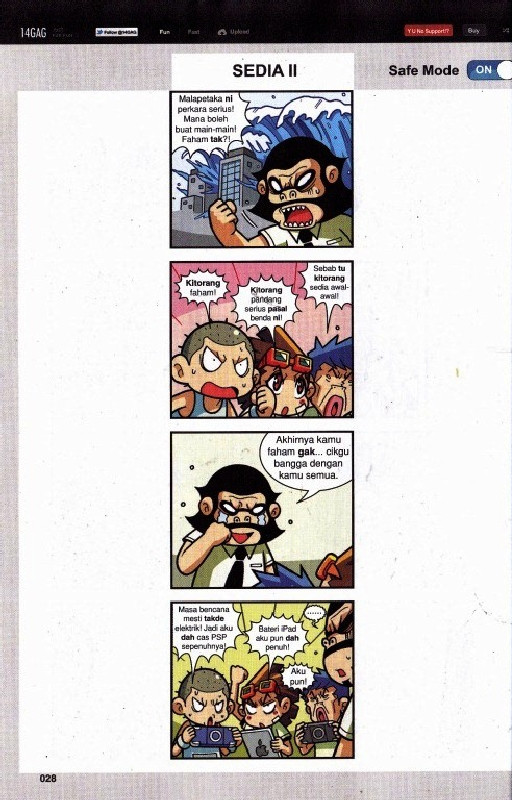 14GAG
Follow @14GAG
Fun
Fast
Upload
Y U No Support!?
Buy
SEDIA II
Safe Mode
ON
Malapetaka ni
perkara serius!
Mana boleh
buat main-main!
Faham tak?!
Kitorang
faham!
Kitorang
pandang
serius pasal
benda ni!
Sebab tu
kitorang
sedia awal-
awal!
Akhirnya kamu
faham gak... cikgu
bangga dengan
kamu semua.
Masa bencana
mesti takde
elektrik! Jadi aku
dah cas PSP
sepenuhnya!
Bateri iPad
aku pun dah
penuh!
Aku
pun!
......
028